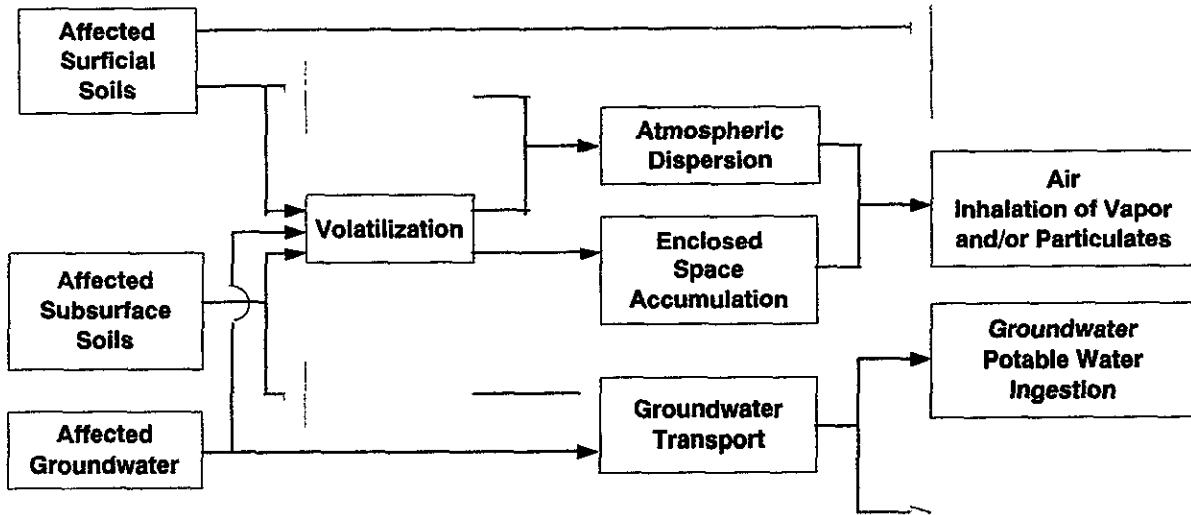 Affected
Surficial
Soils
Atmospheric
Dispersion
Air
Inhalation of Vapor
and/or Particulates
Volatilization
Enclosed
Space
Accumulation
Affected
Subsurface
Soils
Groundwater
Potable Water
Ingestion
Groundwater
Transport
Affected
Groundwater